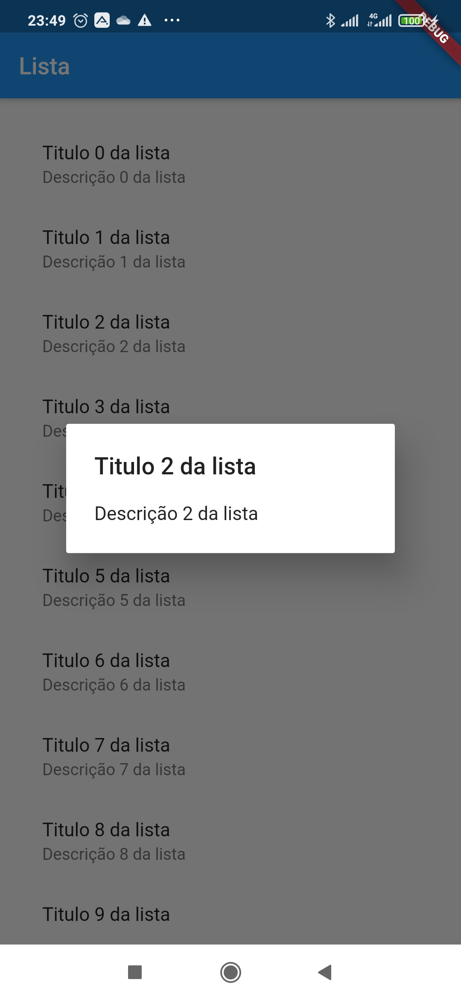 23:49
4G
100
DEBUG
Lista
Titulo 0 da lista
Descrição 0 da lista
Titulo 1 da lista
Descrição 1 da lista
Titulo 2 da lista
Descrição 2 da lista
Titulo 3 da lista
Des
Titulo 2 da lista
Tit
Descrição 2 da lista
Des
Titulo 5 da lista
Descrição 5 da lista
Titulo 6 da lista
Descrição 6 da lista
Titulo 7 da lista
Descrição 7 da lista
Titulo 8 da lista
Descrição 8 da lista
Titulo 9 da lista